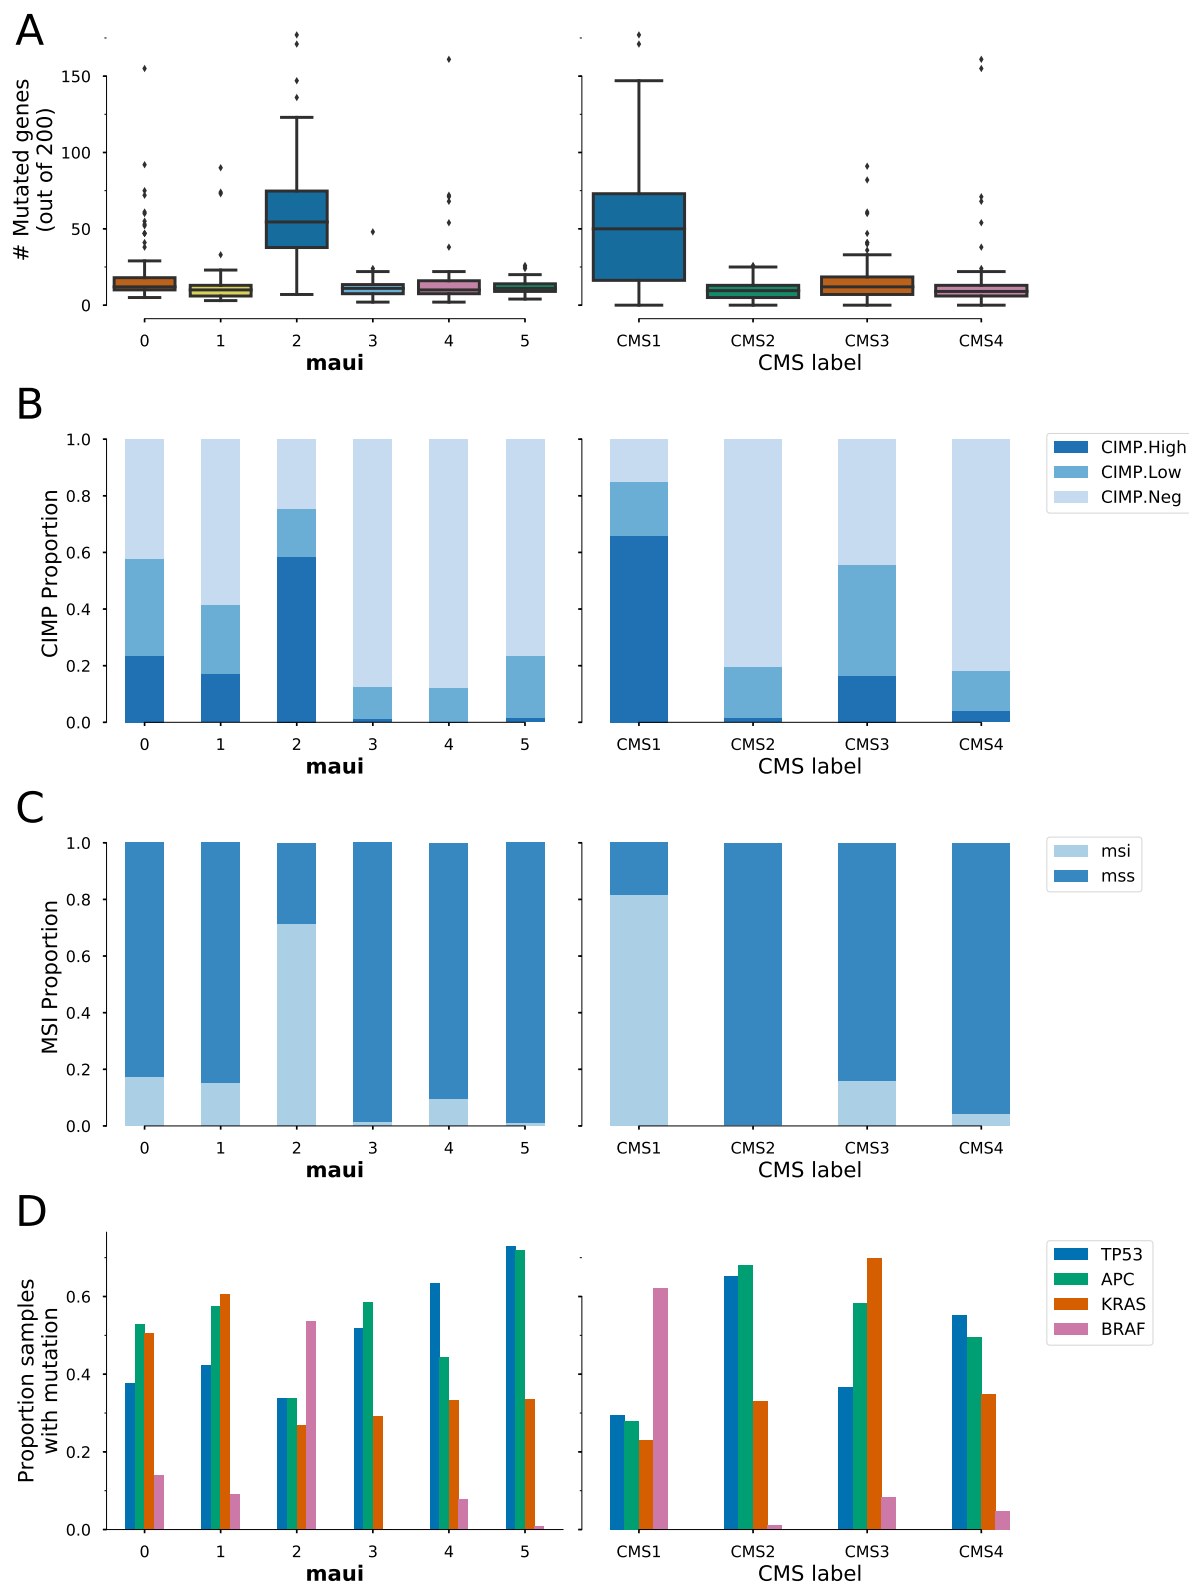 A
# Mutated genes
(out of 200)
150
100
50
0
0 1 2 3 4 5
maui
CMS1 CMS2 CMS3 CMS4
CMS label
B
CIMP Proportion
1.0
0.8
0.6
0.4
0.2
0.0
0 1 2 3 4 5
maui
CMS1 CMS2 CMS3 CMS4
CMS label
CIMP.High
CIMP.Low
CIMP.Neg
C
MSI Proportion
1.0
0.8
0.6
0.4
0.2
0.0
0 1 2 3 4 5
maui
CMS1 CMS2 CMS3 CMS4
CMS label
msi
mss
D
Proportion samples
with mutation
0.6
0.4
0.2
0.0
0 1 2 3 4 5
maui
CMS1 CMS2 CMS3 CMS4
CMS label
TP53
APC
KRAS
BRAF